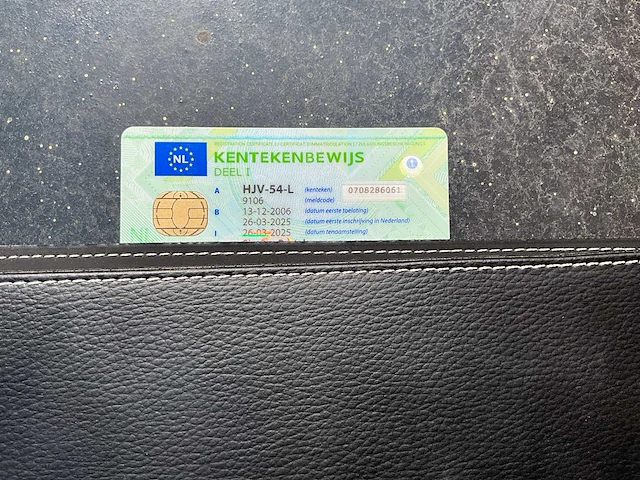 NL
KENTEKENBEWIJS
DEEL I
A HJV-54-L (kenteken) 0708286061
9106 (meldcode)
B 13-12-2006 (datum eerste toelating)
26-03-2025 (datum eerste inschrijving in Nederland)
I 26-03-2025 (datum tenaamstelling)